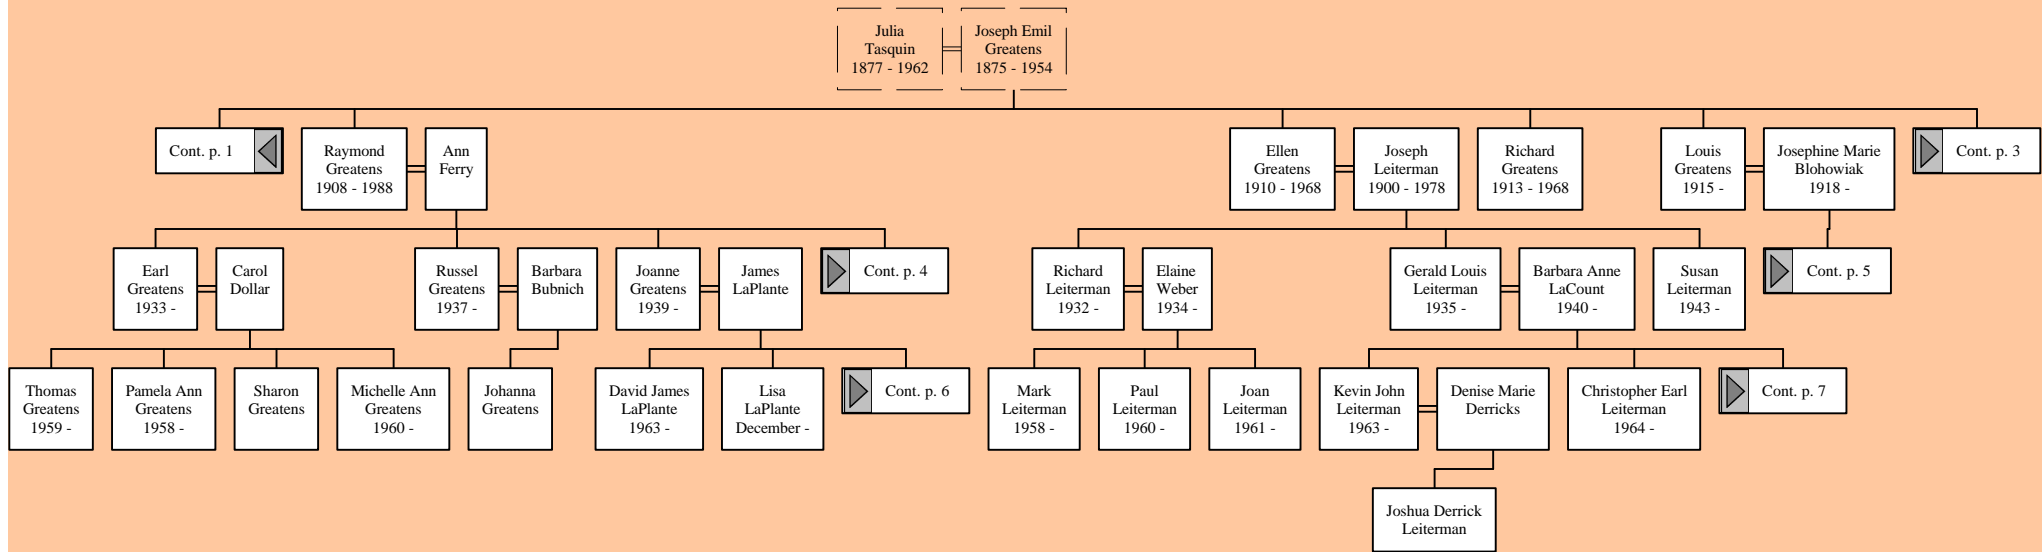 Julia
Tasquin
1877 - 1962
Joseph Emil
Greatens
1875 - 1954
Cont. p. 1
Raymond
Greatens
1908 - 1988
Ann
Ferry
Ellen
Greatens
1910 - 1968
Joseph
Leiterman
1900 - 1978
Richard
Greatens
1913 - 1968
Louis
Greatens
1915 -
Josephine Marie
Blohowiak
1918 -
Cont. p. 3
Earl
Greatens
1933 -
Carol
Dollar
Russel
Greatens
1937 -
Barbara
Bubnich
Joanne
Greatens
1939 -
James
LaPlante
Cont. p. 4
Richard
Leiterman
1932 -
Elaine
Weber
1934 -
Gerald Louis
Leiterman
1935 -
Barbara Anne
LaCount
1940 -
Susan
Leiterman
1943 -
Cont. p. 5
Thomas
Greatens
1959 -
Pamela Ann
Greatens
1958 -
Sharon
Greatens
Michelle Ann
Greatens
1960 -
Johanna
Greatens
David James
LaPlante
1963 -
Lisa
LaPlante
December -
Cont. p. 6
Mark
Leiterman
1958 -
Paul
Leiterman
1960 -
Joan
Leiterman
1961 -
Kevin John
Leiterman
1963 -
Denise Marie
Derricks
Christopher Earl
Leiterman
1964 -
Cont. p. 7
Joshua Derrick
Leiterman